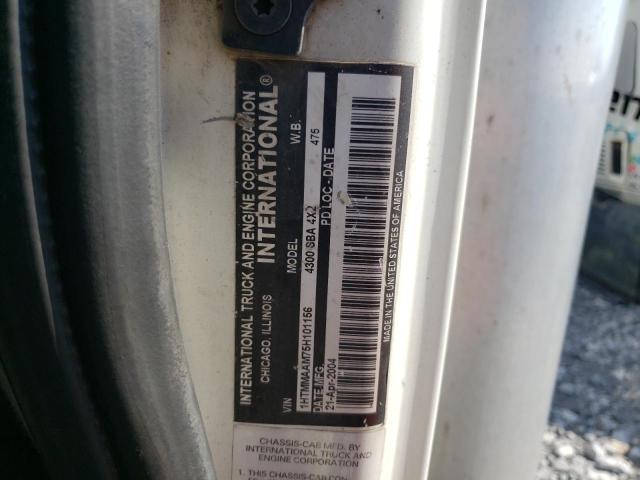 INTERNATIONAL TRUCK AND ENGINE CORPORATION
CHICAGO, ILLINOIS INTERNATIONAL®
MODEL W.B.
4300 SBA 4X2 475
VIN PD LOC - DATE
1HTMMAAM75H101156
DATE MFG.
21-Apr-2004
MANUFACTURED IN UNITED STATES OF AMERICA
CHASSIS-CAB MFD. BY
INTERNATIONAL TRUCK AND
ENGINE CORPORATION
1. THIS CHASSIS-CAB CON